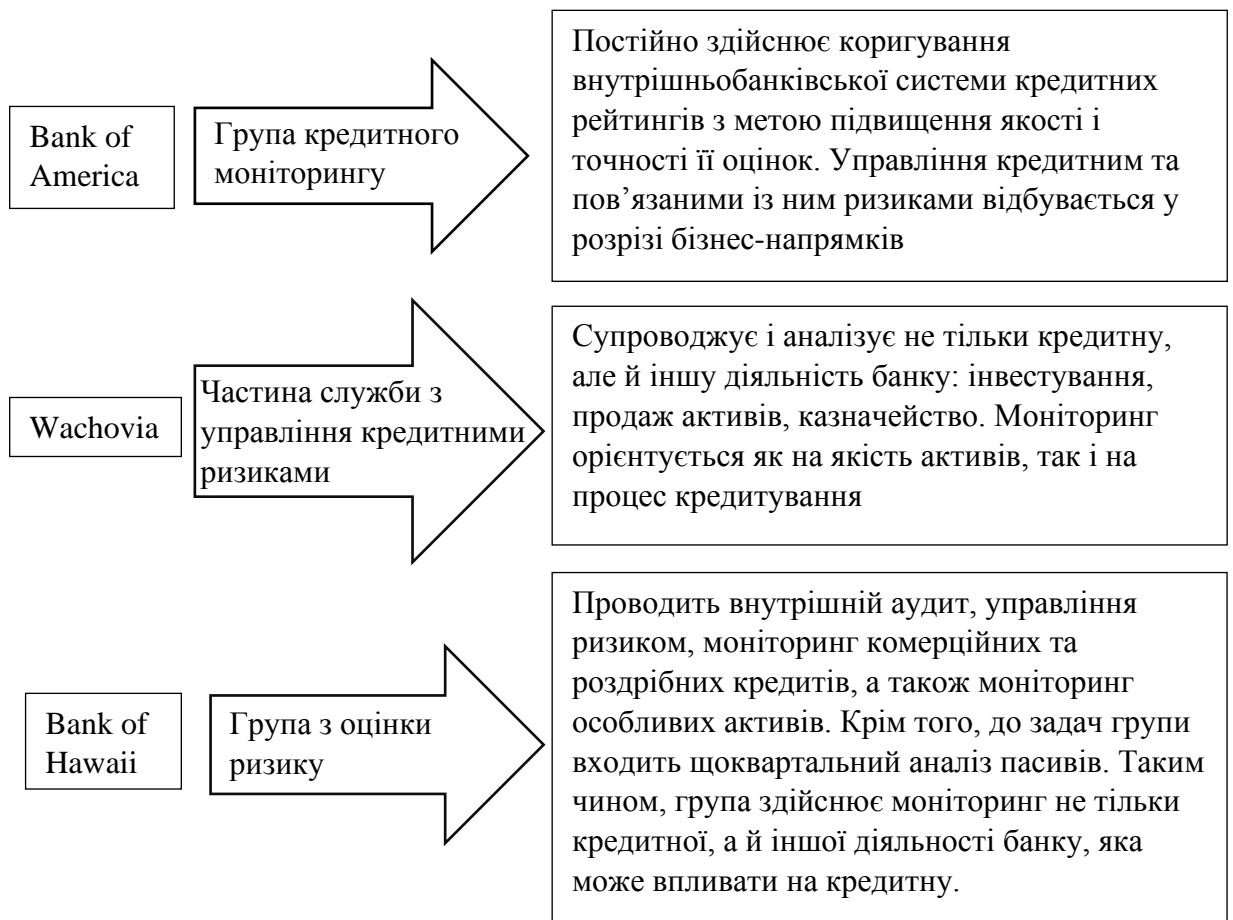 Bank of
America
Група кредитного
моніторингу
Постійно здійснює коригування
внутрішньобанківської системи кредитних
рейтингів з метою підвищення якості і
точності її оцінок. Управління кредитним та
пов’язаними із ним ризиками відбувається у
розрізі бізнес-напрямків
Wachovia
Частина служби з
управління кредитними
ризиками
Супроводжує і аналізує не тільки кредитну,
але й іншу діяльність банку: інвестування,
продаж активів, казначейство. Моніторинг
орієнтується як на якість активів, так і на
процес кредитування
Bank of
Hawaii
Група з оцінки
ризику
Проводить внутрішній аудит, управління
ризиком, моніторинг комерційних та
роздрібних кредитів, а також моніторинг
особливих активів. Крім того, до задач групи
входить щоквартальний аналіз пасивів. Таким
чином, група здійснює моніторинг не тільки
кредитної, а й іншої діяльності банку, яка
може впливати на кредитну.